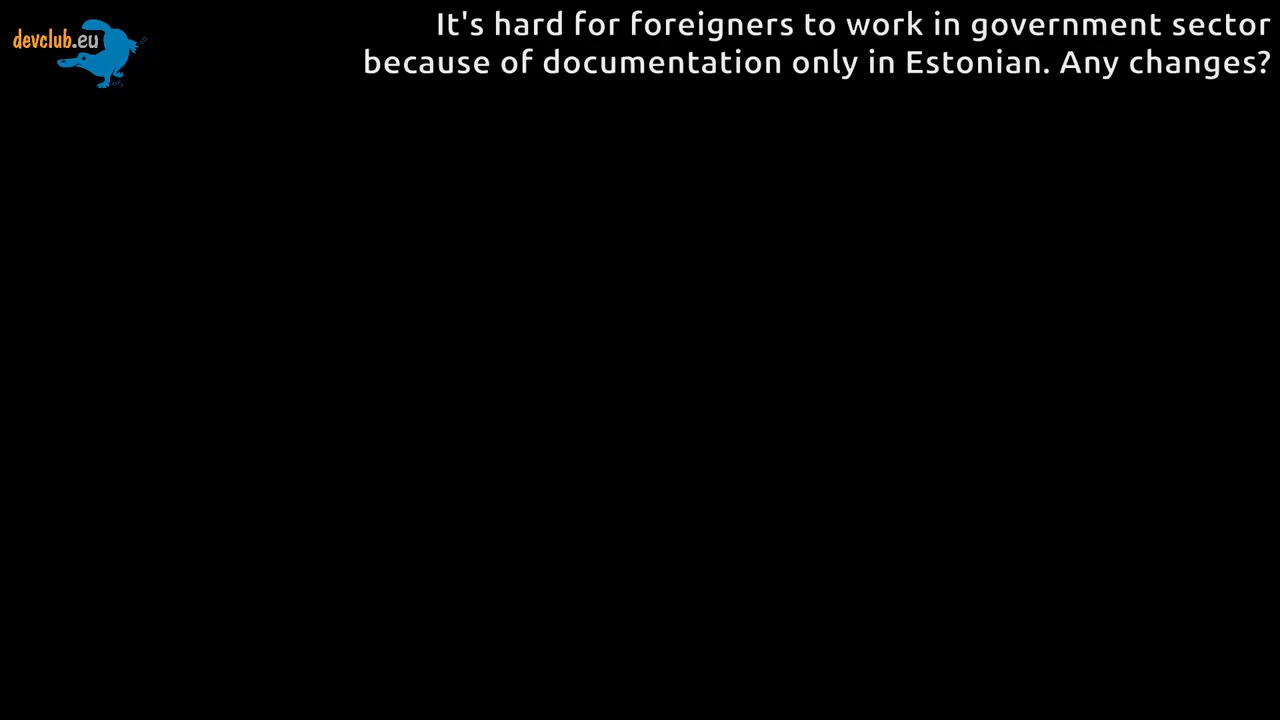 devclub.eu
It's hard for foreigners to work in government sector
because of documentation only in Estonian. Any changes?